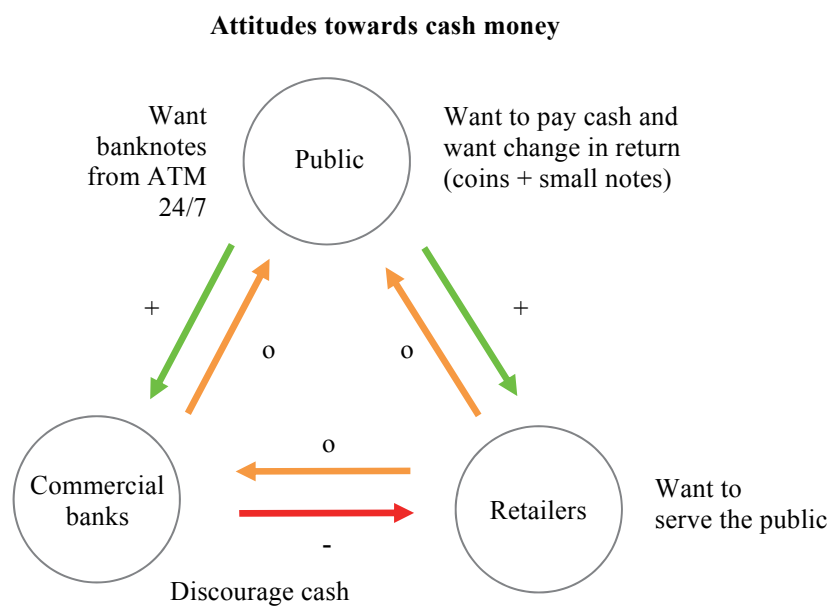 Attitudes towards cash money
Want
banknotes
from ATM
24/7
Public
Want to pay cash and
want change in return
(coins + small notes)
+
+
o
o
o
Commercial
banks
Retailers
Want to
serve the public
-
Discourage cash